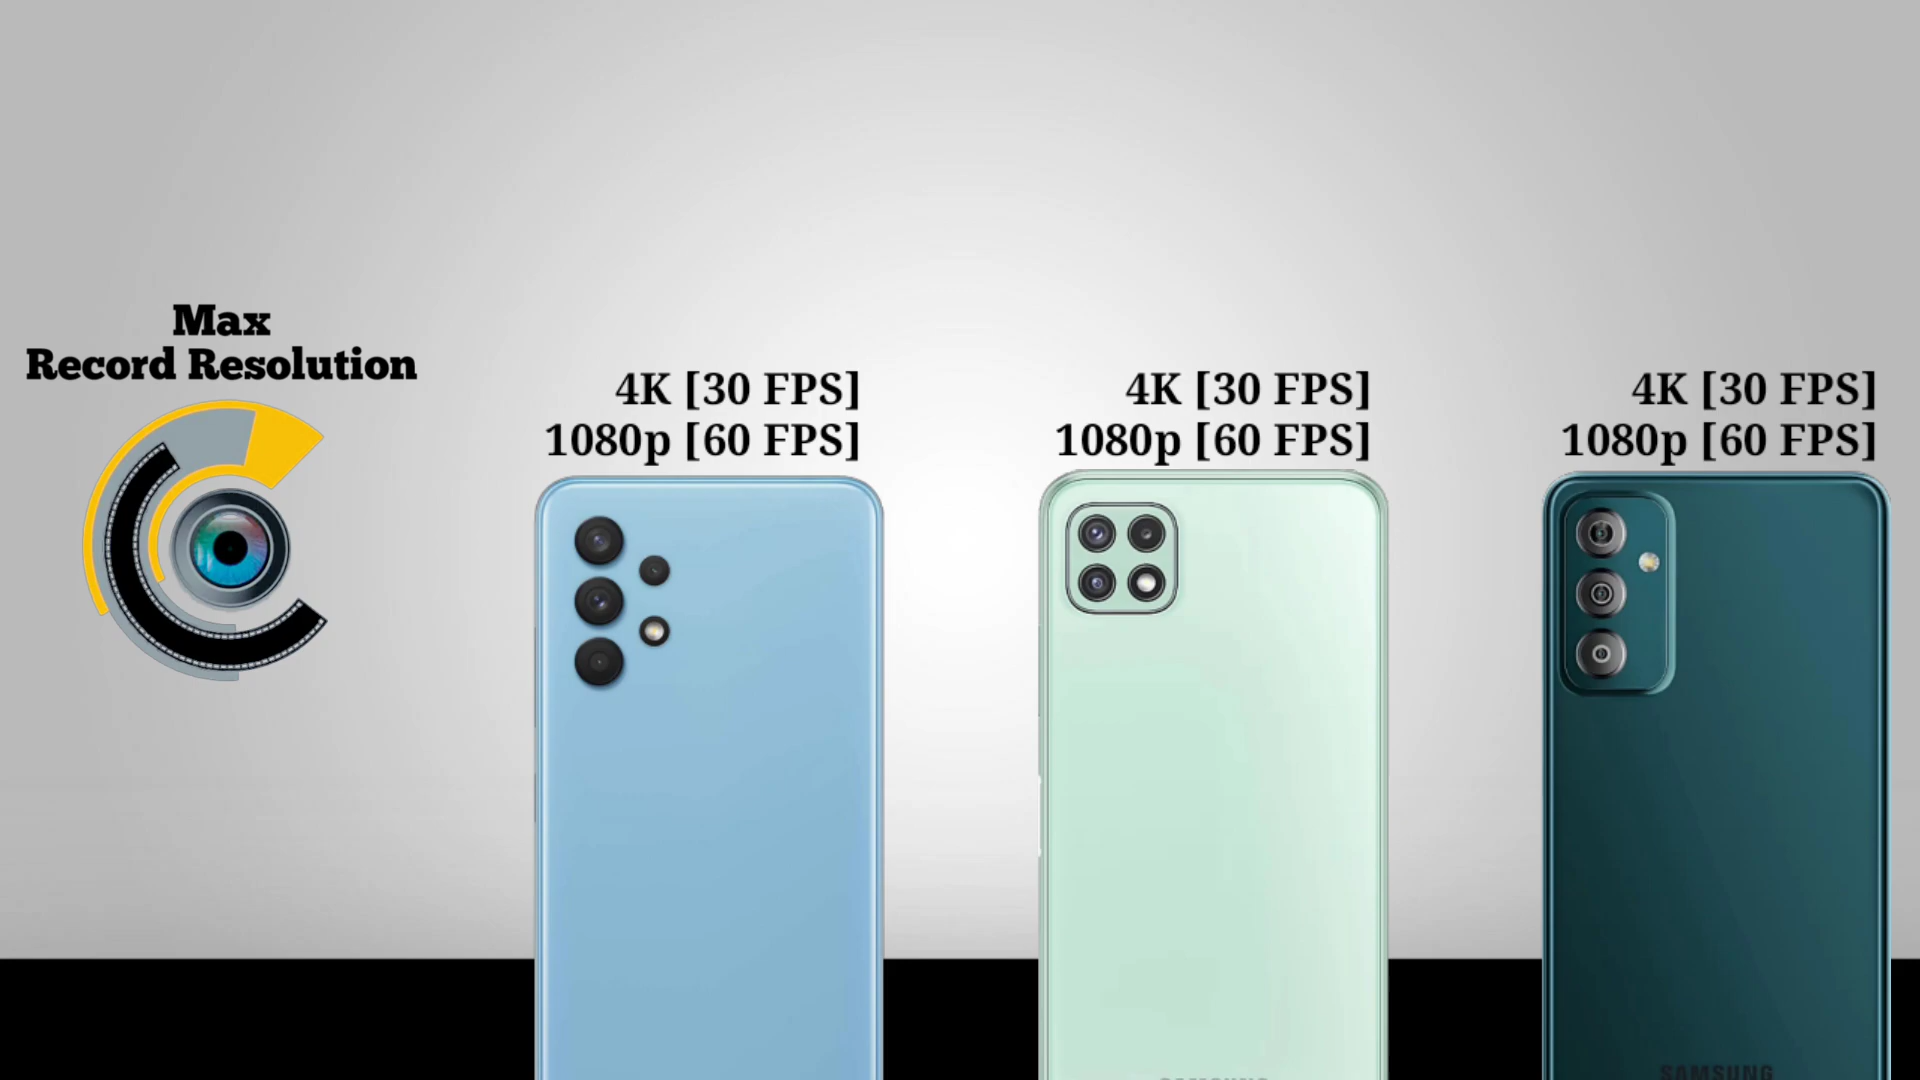 Max
Record Resolution
4K [30 FPS]
1080p [60 FPS]
4K [30 FPS]
1080p [60 FPS]
4K [30 FPS]
1080p [60 FPS]
SAMSUNG
SAMSUNG